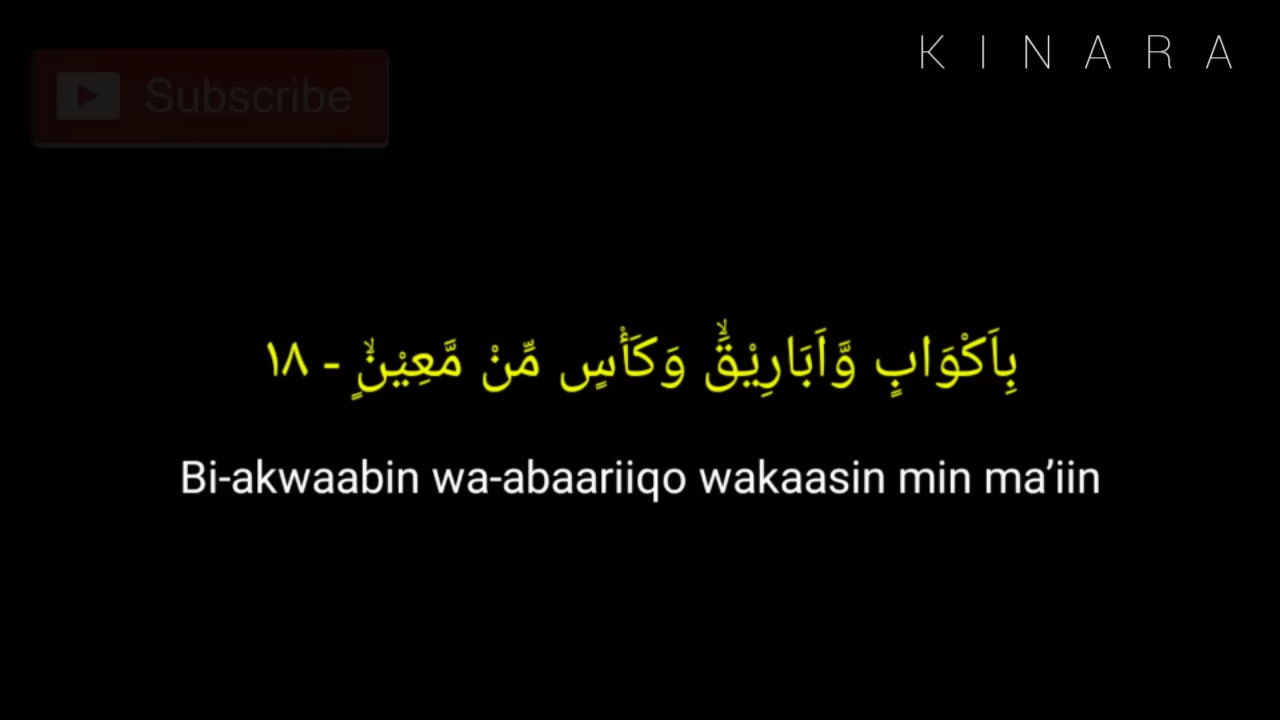 K I N A R A
Subscribe
بِاَكْوَابٍ وَّاَبَارِيْقَۙ وَكَأْسٍ مِّنْ مَّعِيْنٍۙ - ١٨
Bi-akwaabin wa-abaariiqo wakaasin min ma’iin